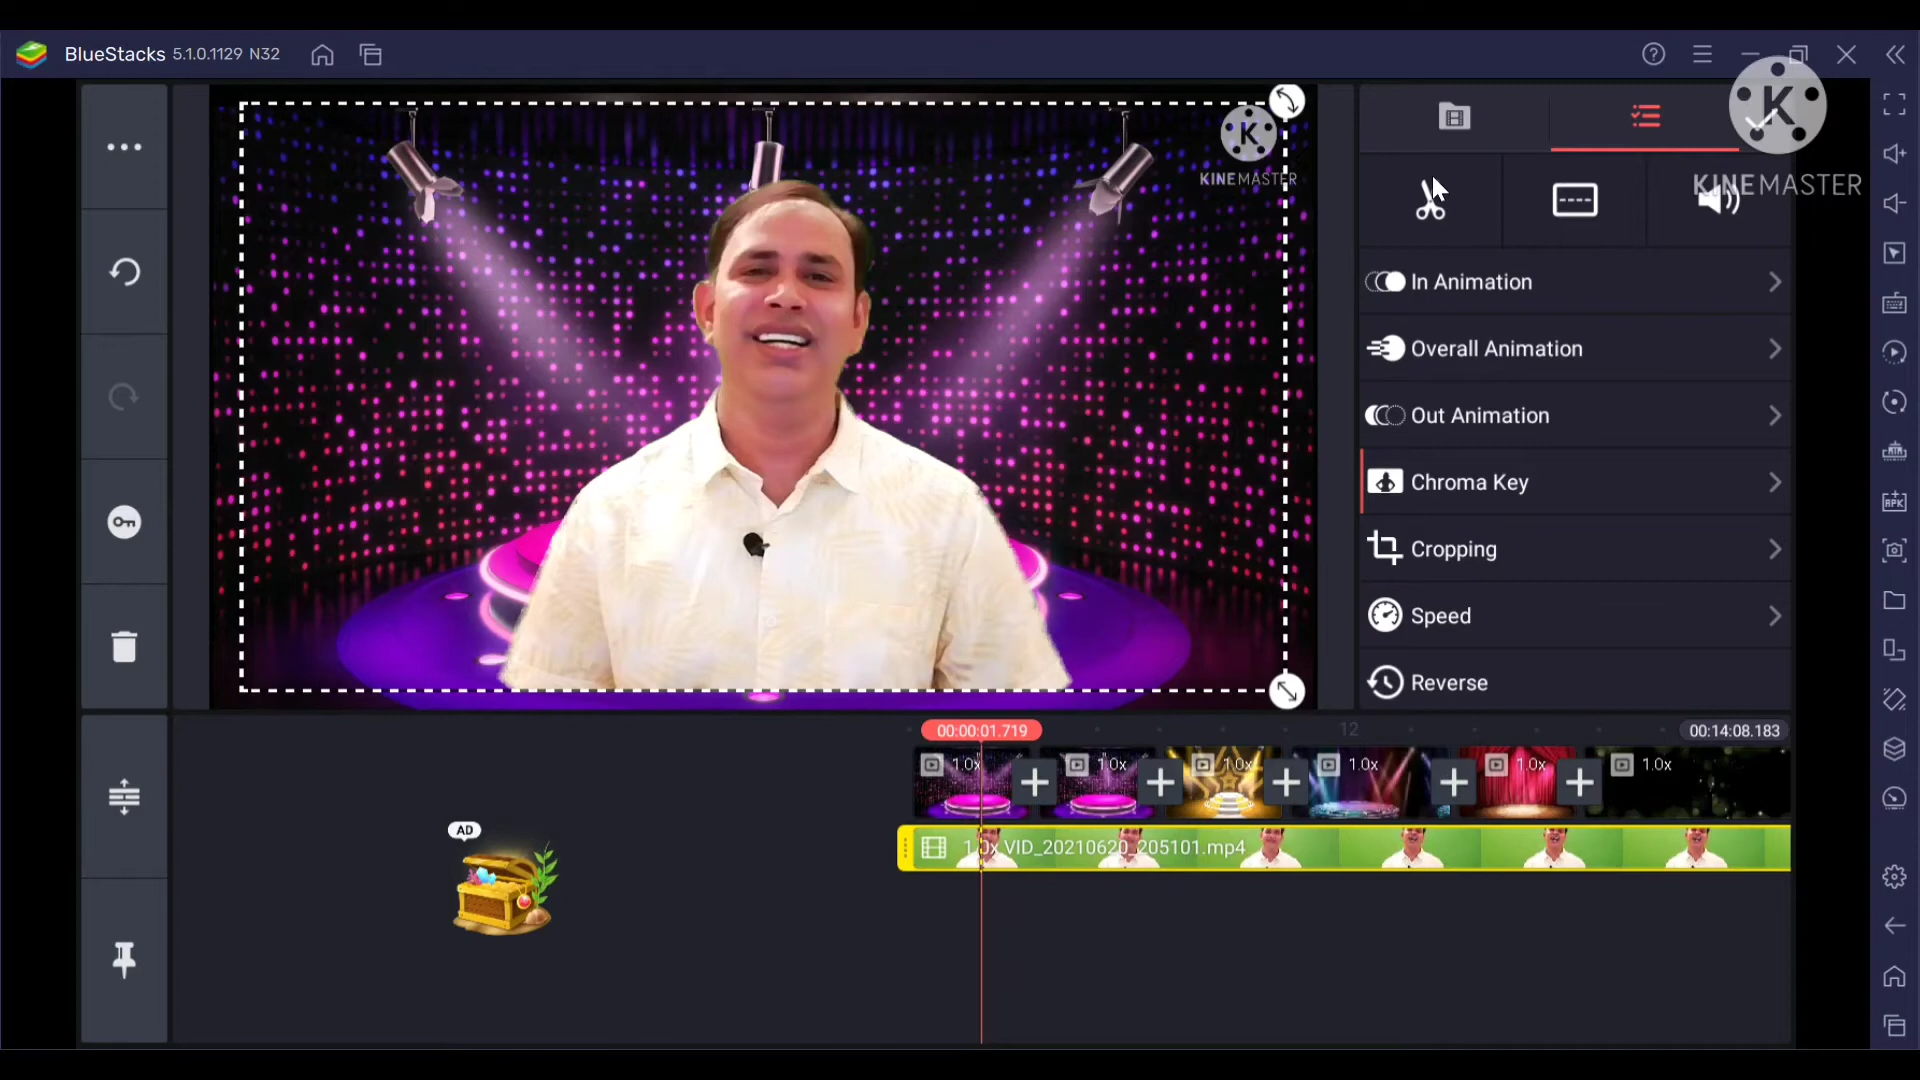 BlueStacks 5.1.0.1129 N32
KINEMASTER
KINEMASTER
In Animation
Overall Animation
Out Animation
Chroma Key
Cropping
Speed
Reverse
00:00:01.719
12
00:14:08.183
1.0x
1.0x
1.0x
1.0x
1.0x
1.0x
1.0x VID_20210620_205101.mp4
AD